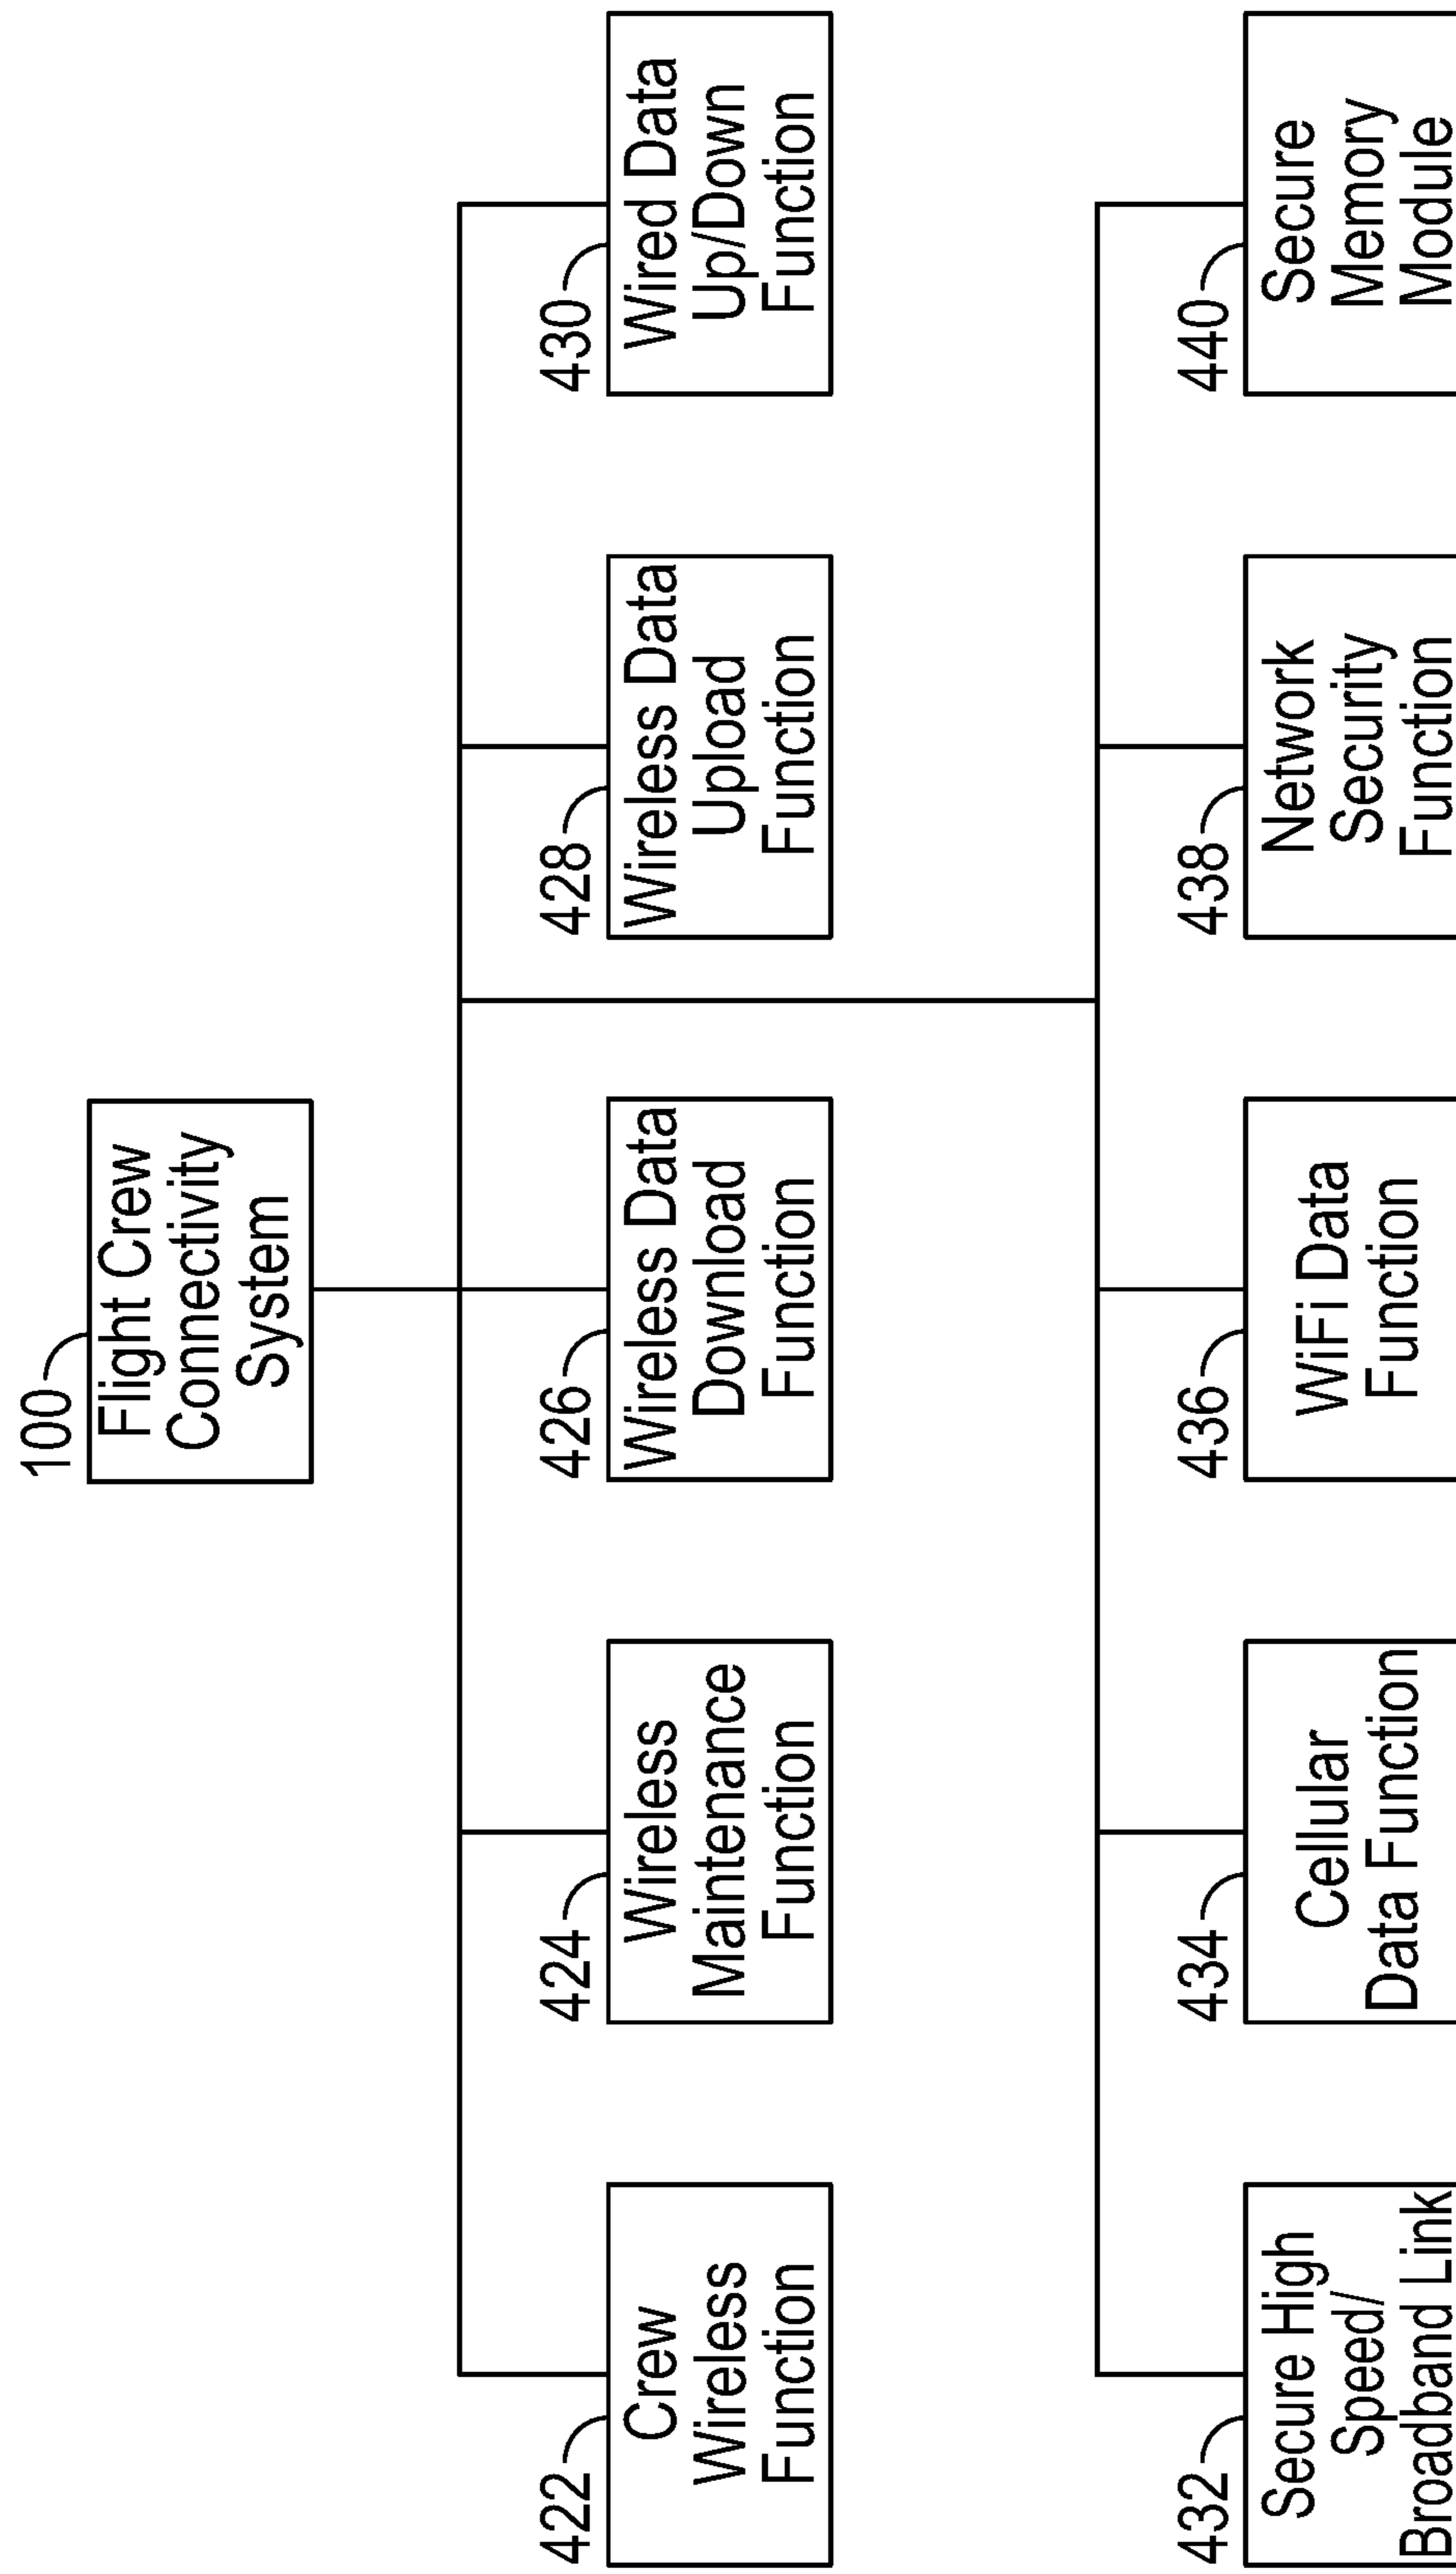 100
Flight Crew
Connectivity
System
422
Crew
Wireless
Function
424
Wireless
Maintenance
Function
426
Wireless Data
Download
Function
428
Wireless Data
Upload
Function
430
Wired Data
Up/Down
Function
432
Secure High
Speed/
Broadband Link
434
Cellular
Data Function
436
WiFi Data
Function
438
Network
Security
Function
440
Secure
Memory
Module